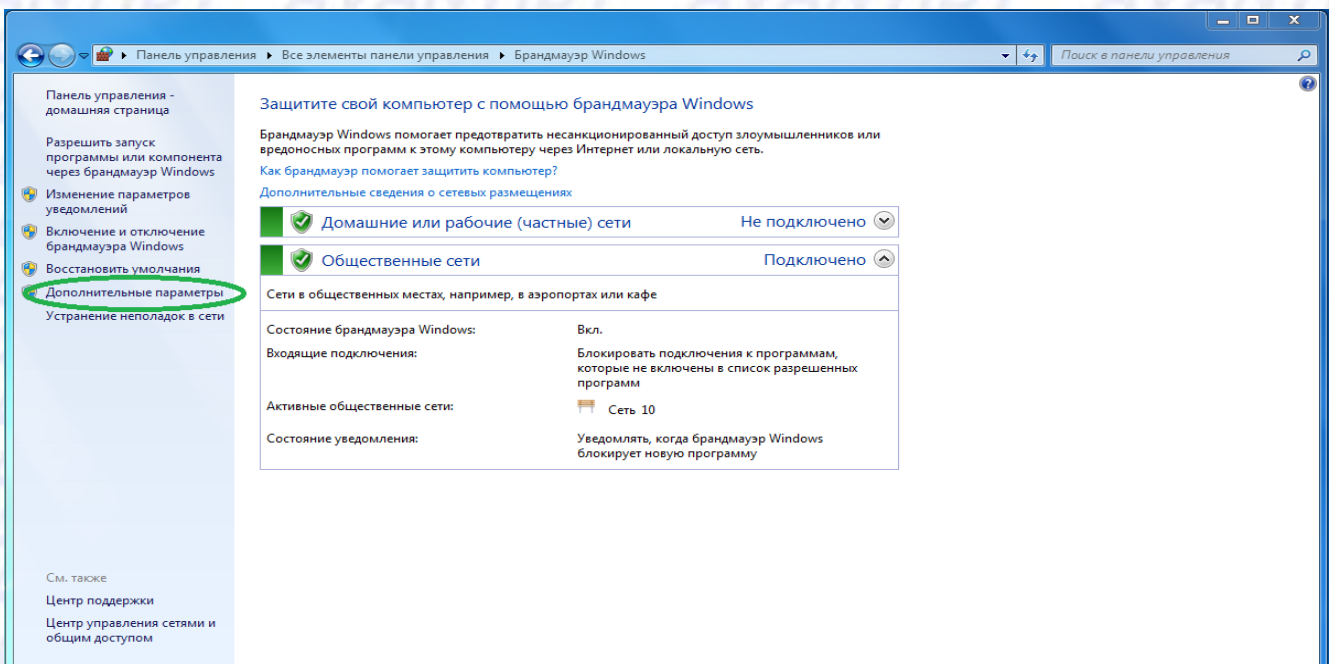 Панель управления ▸ Все элементы панели управления ▸ Брандмауэр Windows
Поиск в панели управления
Панель управления -
домашняя страница
Разрешить запуск
программы или компонента
через брандмауэр Windows
Изменение параметров
уведомлений
Включение и отключение
брандмауэра Windows
Восстановить умолчания
Дополнительные параметры
Устранение неполадок в сети
См. также
Центр поддержки
Центр управления сетями и
общим доступом
Защитите свой компьютер с помощью брандмауэра Windows
Брандмауэр Windows помогает предотвратить несанкционированный доступ злоумышленников или
вредоносных программ к этому компьютеру через Интернет или локальную сеть.
Как брандмауэр помогает защитить компьютер?
Дополнительные сведения о сетевых размещениях
Домашние или рабочие (частные) сети Не подключено
Общественные сети Подключено
Сети в общественных местах, например, в аэропортах или кафе
Состояние брандмауэра Windows: Вкл.
Входящие подключения: Блокировать подключения к программам,
которые не включены в список разрешенных
программ
Активные общественные сети: Сеть 10
Состояние уведомления: Уведомлять, когда брандмауэр Windows
блокирует новую программу